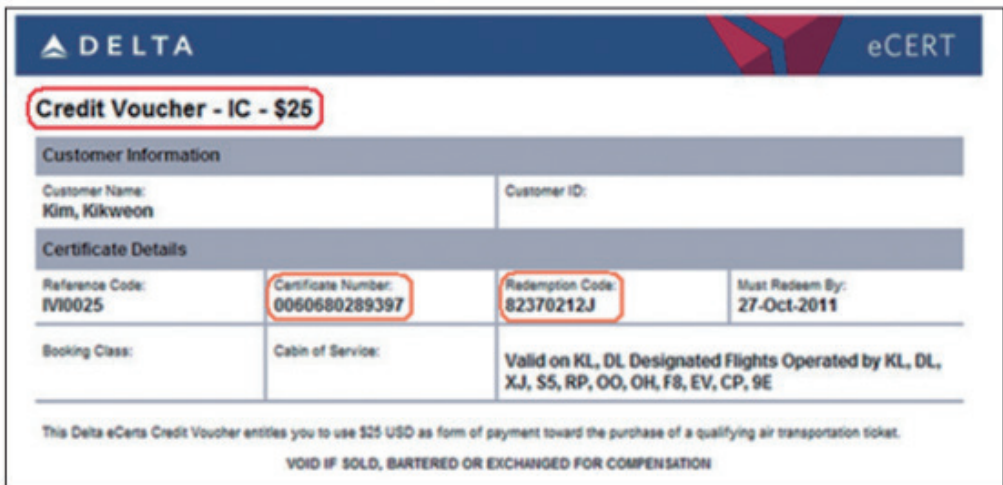 DELTA eCERT
Credit Voucher - IC - $25
Customer Information
Customer Name: Customer ID:
Kim, Kikweon
Certificate Details
Reference Code: Certificate Number: Redemption Code: Must Redeem By:
IVI0025 0060680289397 82370212J 27-Oct-2011
Booking Class: Cabin of Service: Valid on KL, DL Designated Flights Operated by KL, DL,
XJ, S5, RP, OO, OH, F8, EV, CP, 9E
This Delta eCerts Credit Voucher entitles you to use $25 USD as form of payment toward the purchase of a qualifying air transportation ticket.
VOID IF SOLD, BARTERED OR EXCHANGED FOR COMPENSATION